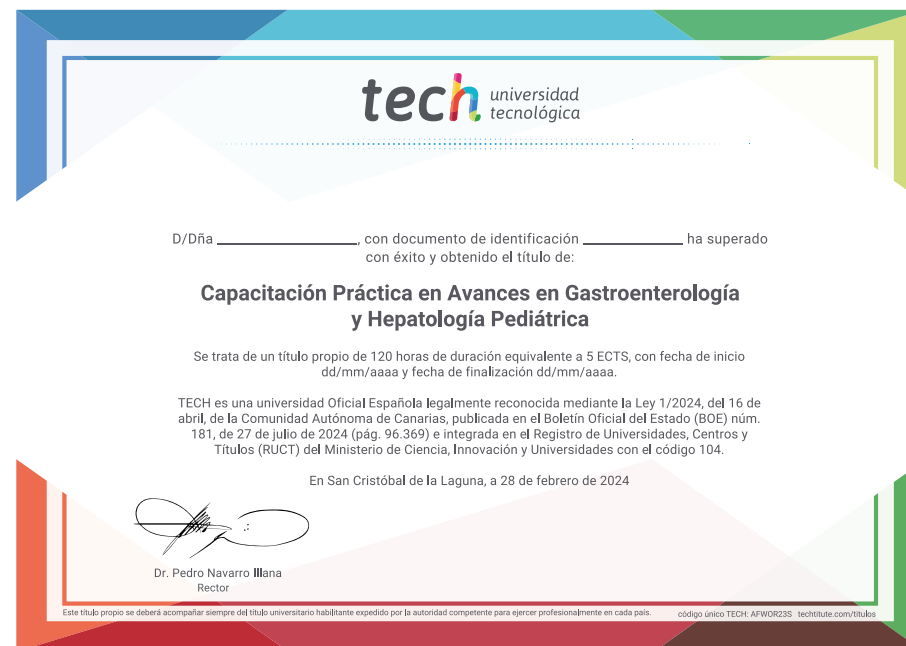 tech universidad
tecnológica
D/Dña ________________, con documento de identificación ____________ ha superado
con éxito y obtenido el título de:
Capacitación Práctica en Avances en Gastroenterología
y Hepatología Pediátrica
Se trata de un título propio de 120 horas de duración equivalente a 5 ECTS, con fecha de inicio
dd/mm/aaaa y fecha de finalización dd/mm/aaaa.
TECH es una universidad Oficial Española legalmente reconocida mediante la Ley 1/2024, del 16 de
abril, de la Comunidad Autónoma de Canarias, publicada en el Boletín Oficial del Estado (BOE) núm.
181, de 27 de julio de 2024 (pág. 96.369) e integrada en el Registro de Universidades, Centros y
Títulos (RUCT) del Ministerio de Ciencia, Innovación y Universidades con el código 104.
En San Cristóbal de la Laguna, a 28 de febrero de 2024
Dr. Pedro Navarro Illana
Rector
Este título propio se deberá acompañar siempre del título universitario habilitante expedido por la autoridad competente para ejercer profesionalmente en cada país.
código único TECH: AFWOR23S techtitute.com/titulos